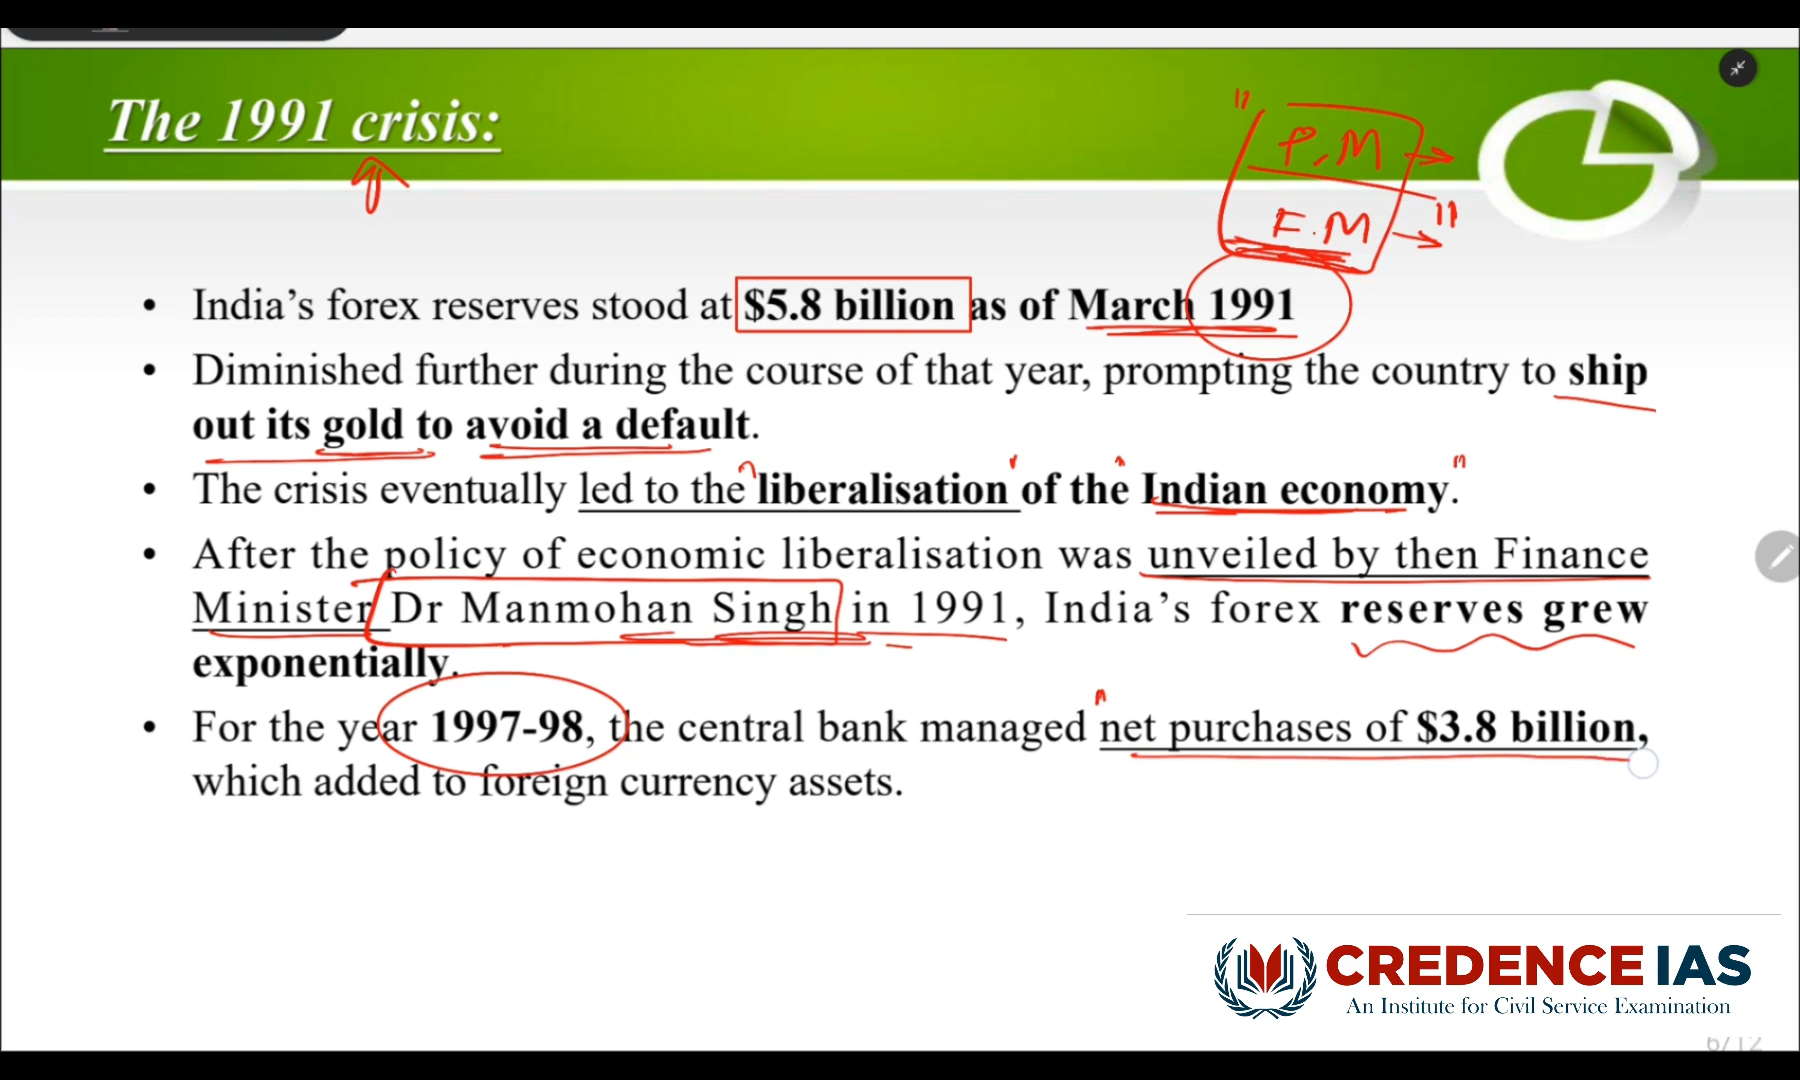 The 1991 crisis:
P.M
F.M
• India’s forex reserves stood at $5.8 billion as of March 1991
• Diminished further during the course of that year, prompting the country to ship
out its gold to avoid a default.
• The crisis eventually led to the liberalisation of the Indian economy.
• After the policy of economic liberalisation was unveiled by then Finance
Minister Dr Manmohan Singh in 1991, India’s forex reserves grew
exponentially.
• For the year 1997-98, the central bank managed net purchases of $3.8 billion,
which added to foreign currency assets.
CREDENCE IAS
An Institute for Civil Service Examination
6/12